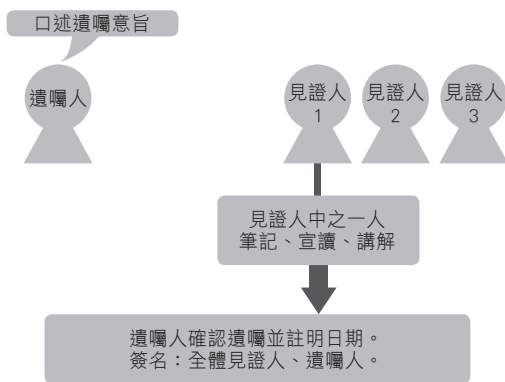 口述遺囑意旨
遺囑人
見證人
1
見證人
2
見證人
3
見證人中之一人
筆記、宣讀、講解
遺囑人確認遺囑並註明日期。
簽名：全體見證人、遺囑人。